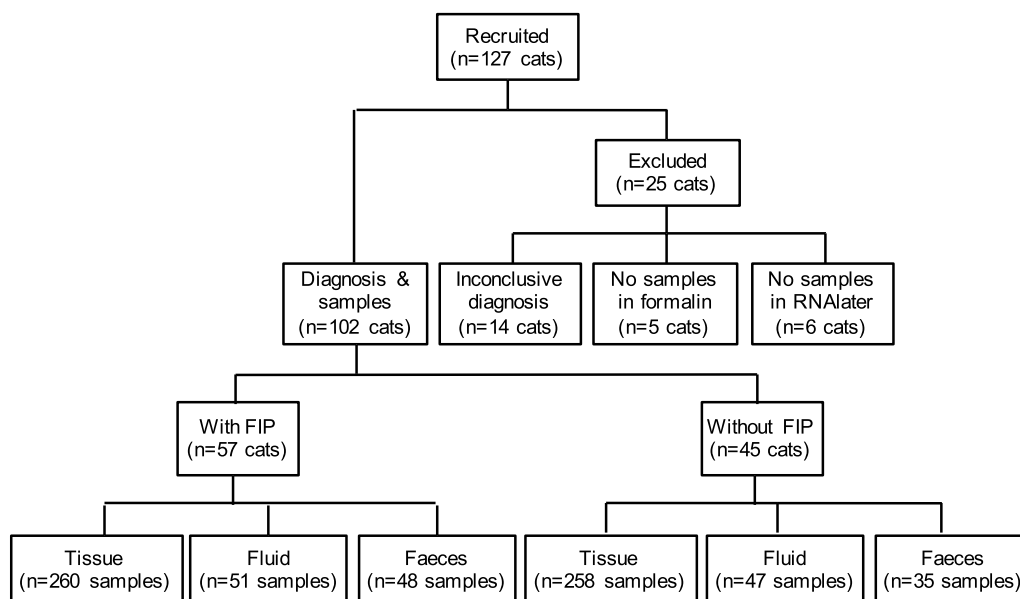 Recruited
(n=127 cats)
Excluded
(n=25 cats)
Diagnosis &
samples
(n=102 cats)
Inconclusive
diagnosis
(n=14 cats)
No samples
in formalin
(n=5 cats)
No samples
in RNAlater
(n=6 cats)
With FIP
(n=57 cats)
Without FIP
(n=45 cats)
Tissue
(n=260 samples)
Fluid
(n=51 samples)
Faeces
(n=48 samples)
Tissue
(n=258 samples)
Fluid
(n=47 samples)
Faeces
(n=35 samples)